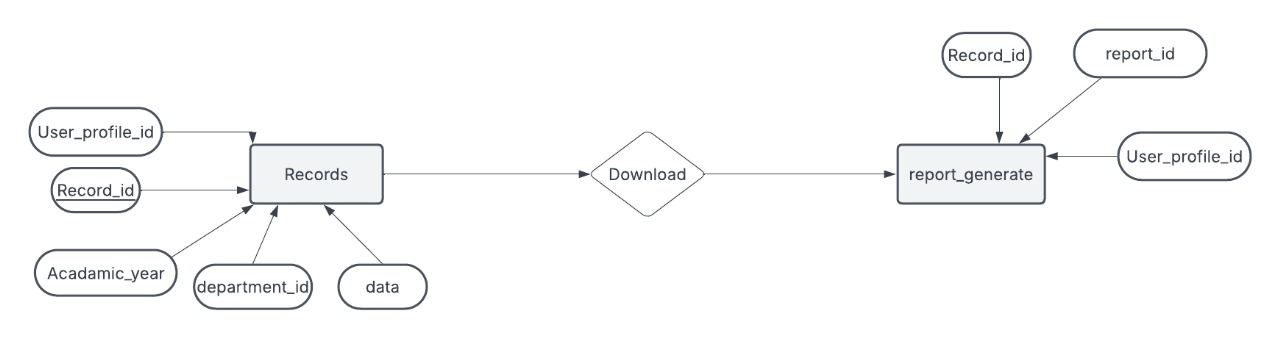 Record_id
report_id
User_profile_id
User_profile_id
Records
Download
report_generate
Record_id
Acadamic_year
department_id
data